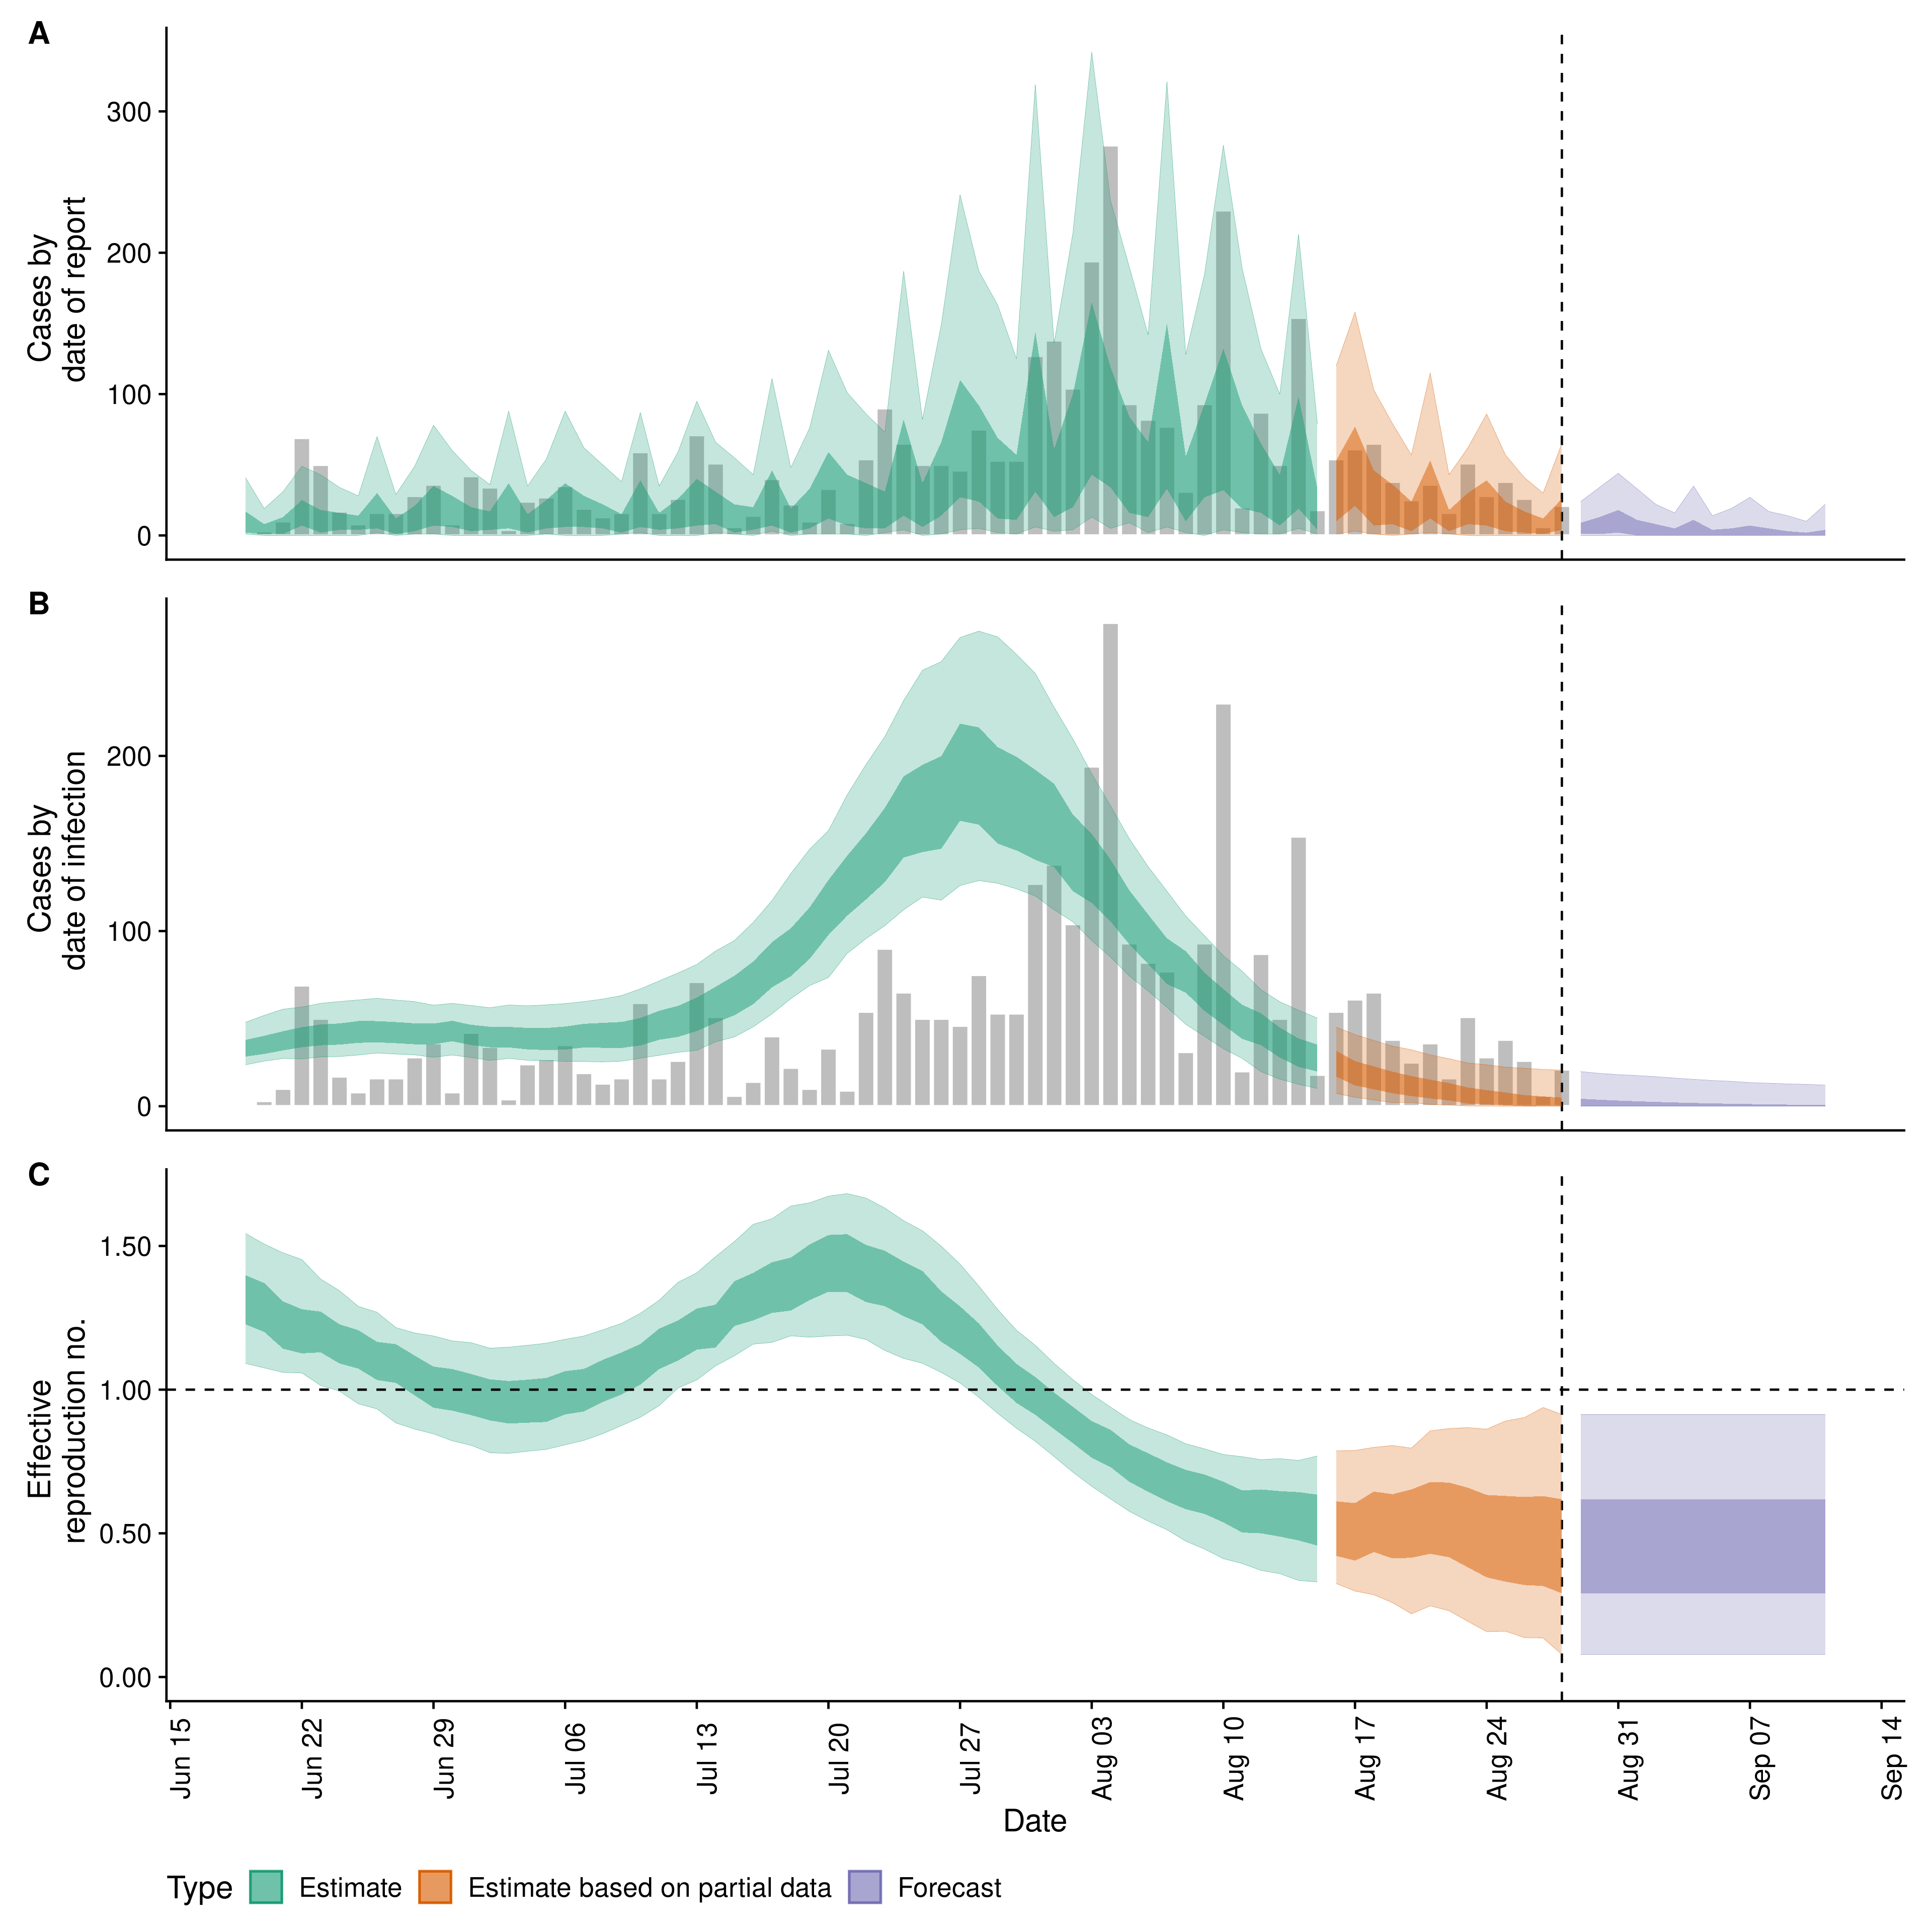 A
Cases by
date of report
300
200
100
0
B
Cases by
date of infection
200
100
0
C
Effective
reproduction no.
1.50
1.00
0.50
0.00
Jun 15
Jun 22
Jun 29
Jul 06
Jul 13
Jul 20
Jul 27
Aug 03
Aug 10
Aug 17
Aug 24
Aug 31
Sep 07
Sep 14
Date
Type
Estimate
Estimate based on partial data
Forecast